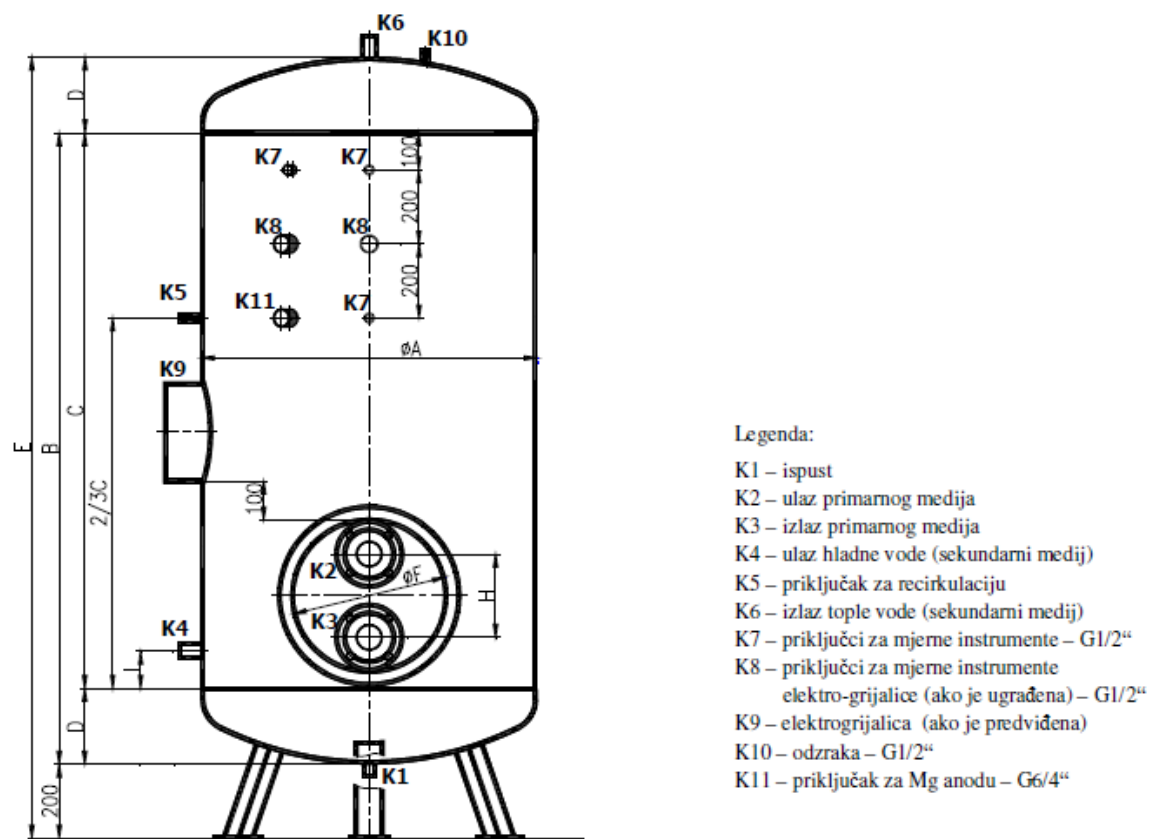 K6
K10
D
K7
K7
100
200
K8
K8
200
K5
K11
K7
øA
K9
C
E
B
2/3C
100
K2
øF
H
K3
K4
I
D
K1
200
Legenda:
K1 – ispust
K2 – ulaz primarnog medija
K3 – izlaz primarnog medija
K4 – ulaz hladne vode (sekundarni medij)
K5 – priključak za recirkulaciju
K6 – izlaz tople vode (sekundarni medij)
K7 – priključci za mjerne instrumente – G1/2“
K8 – priključci za mjerne instrumente
elektro-grijalice (ako je ugrađena) – G1/2“
K9 – elektrogrijalica (ako je predviđena)
K10 – odzraka – G1/2“
K11 – priključak za Mg anodu – G6/4“